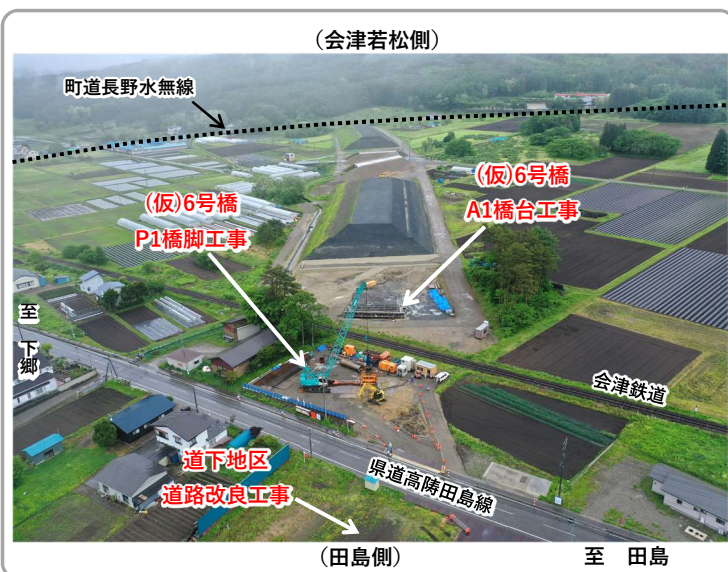 （会津若松側）
町道長野水無線
(仮)6号橋
A1橋台工事
(仮)6号橋
P1橋脚工事
至 下郷
会津鉄道
県道高陦田島線
道下地区
道路改良工事
（田島側）
至 田島